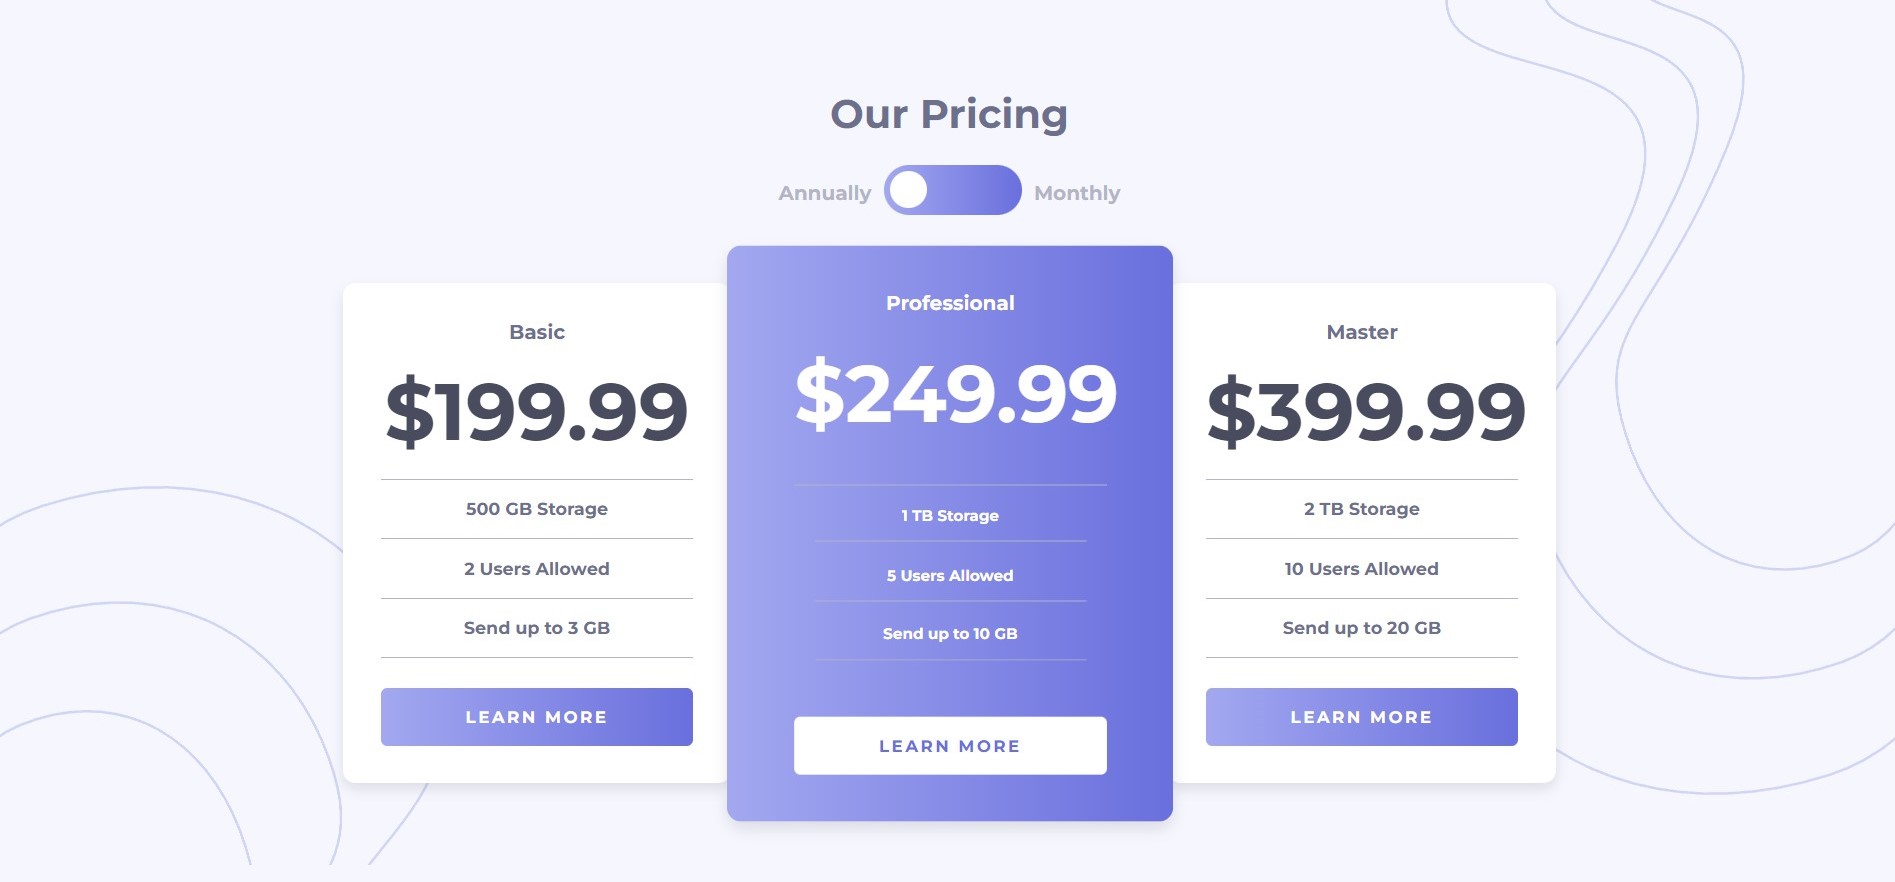 Our Pricing
Annually
Monthly
Basic
$199.99
500 GB Storage
2 Users Allowed
Send up to 3 GB
LEARN MORE
Professional
$249.99
1 TB Storage
5 Users Allowed
Send up to 10 GB
LEARN MORE
Master
$399.99
2 TB Storage
10 Users Allowed
Send up to 20 GB
LEARN MORE